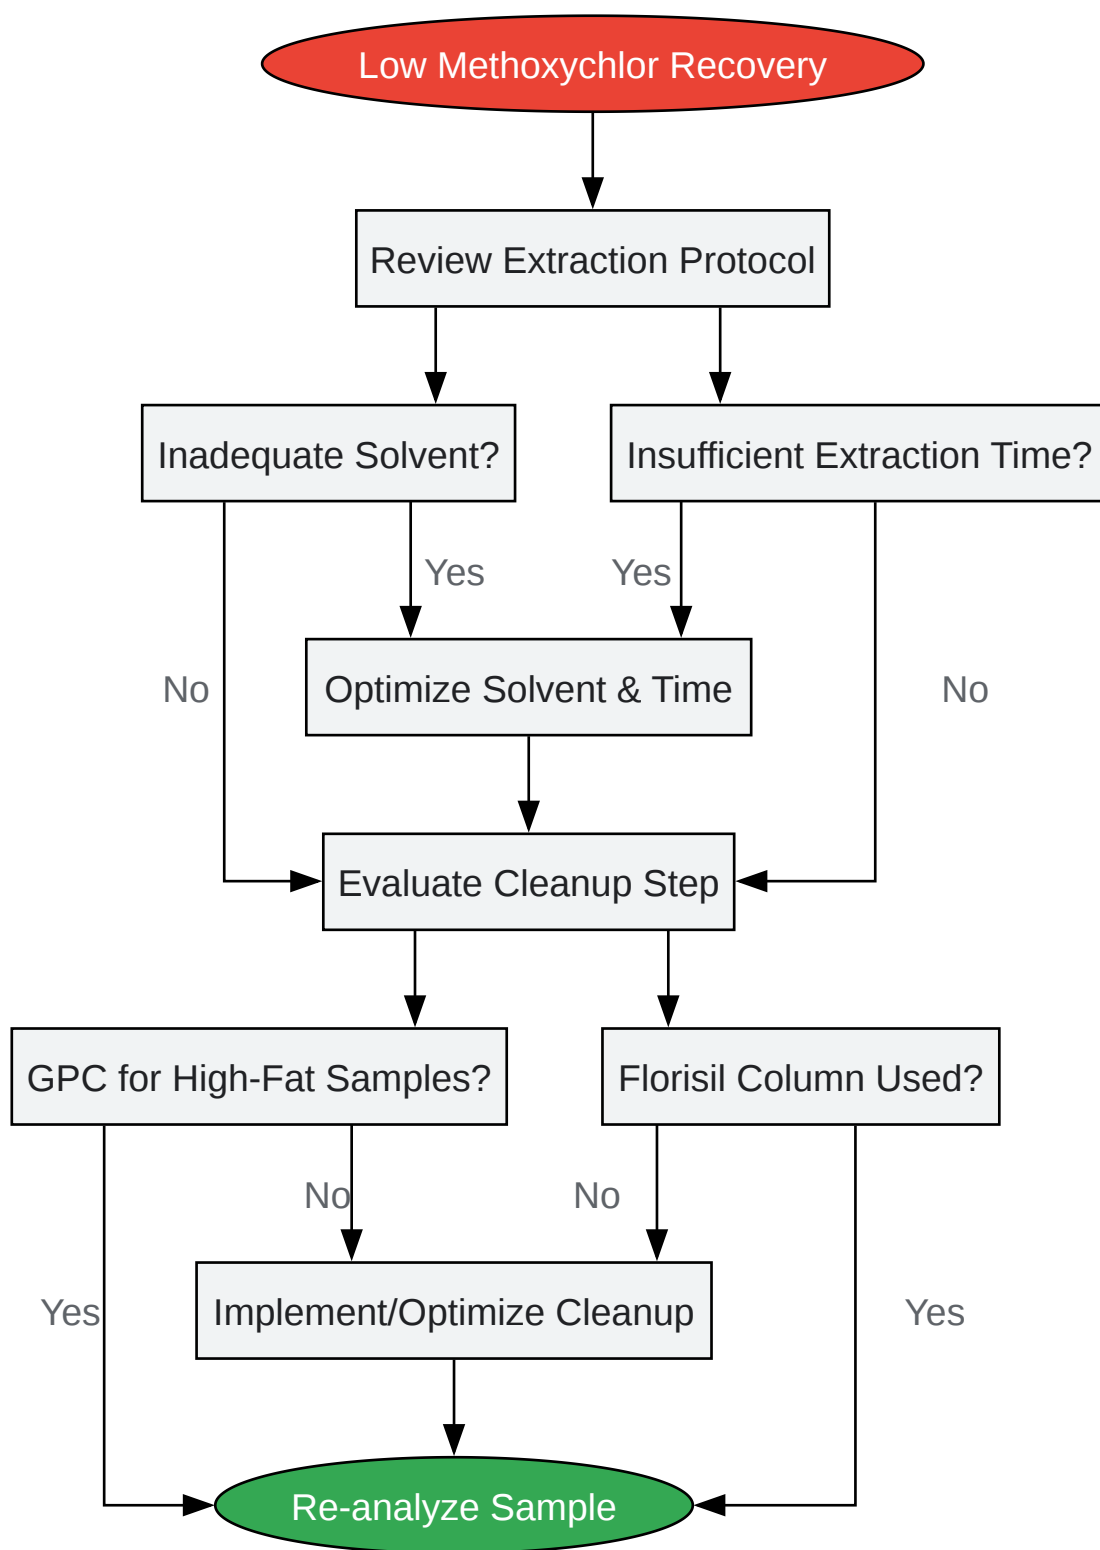 Low Methoxychlor Recovery
Review Extraction Protocol
Inadequate Solvent?
Insufficient Extraction Time?
Yes
Yes
No
Optimize Solvent & Time
No
Evaluate Cleanup Step
GPC for High-Fat Samples?
Florisil Column Used?
No
No
Yes
Implement/Optimize Cleanup
Yes
Re-analyze Sample